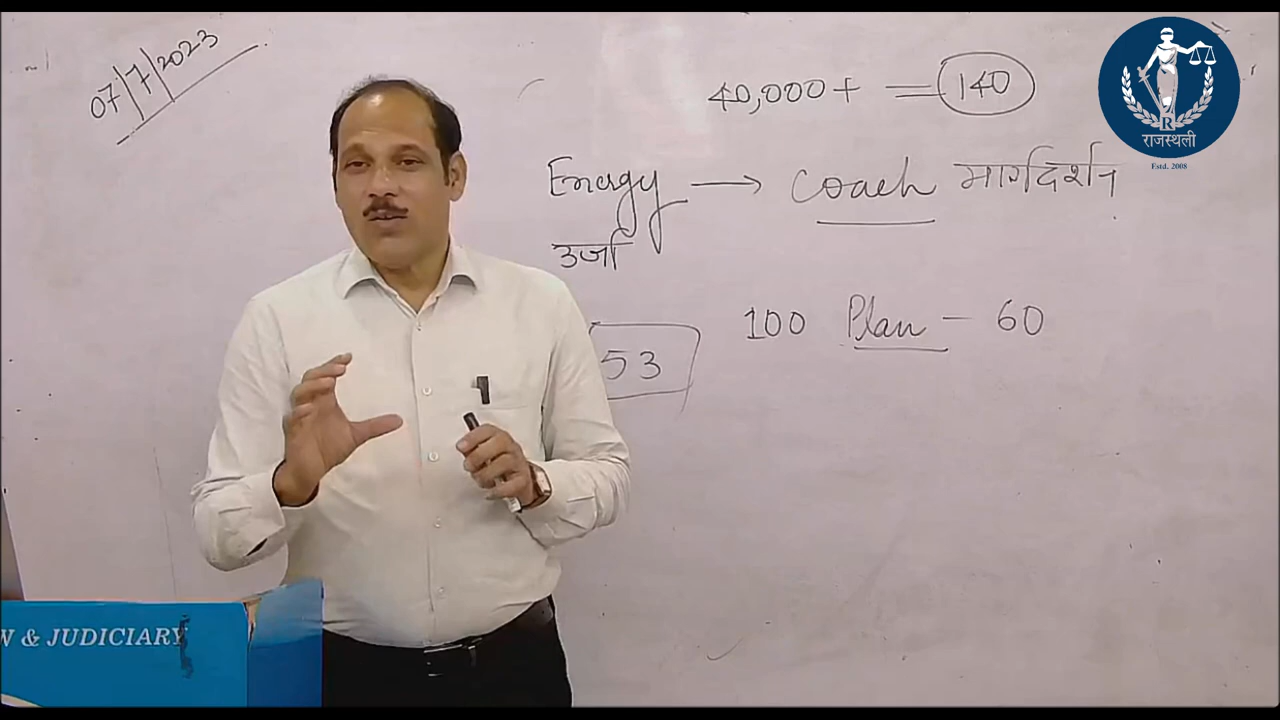 07/7/2023
40,000+ = 140
R
राजस्थली
Estd. 2008
Energy → Coach मार्गदर्शन
उर्जा
100 Plan - 60
53
W & JUDICIARY